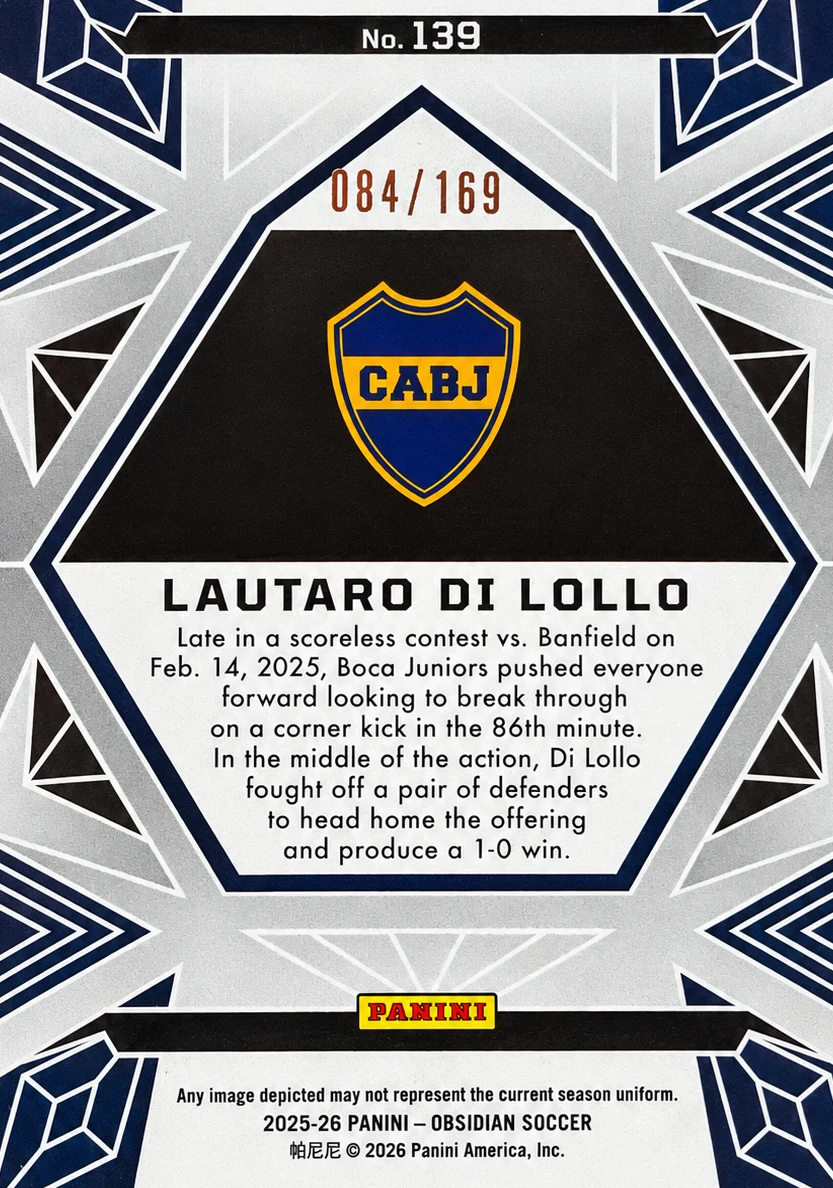 No. 139
084/169
CABJ
LAUTARO DI LOLLO
Late in a scoreless contest vs. Banfield on
Feb. 14, 2025, Boca Juniors pushed everyone
forward looking to break through
on a corner kick in the 86th minute.
In the middle of the action, Di Lollo
fought off a pair of defenders
to head home the offering
and produce a 1-0 win.
PANINI
Any image depicted may not represent the current season uniform.
2025-26 PANINI – OBSIDIAN SOCCER
帕尼尼 © 2026 Panini America, Inc.